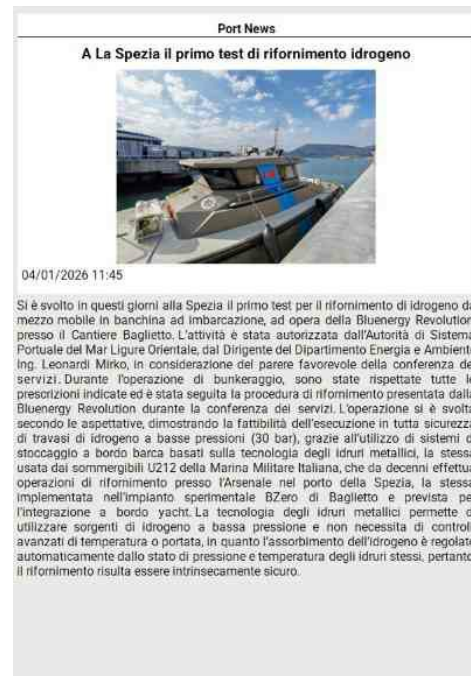 Port News
A La Spezia il primo test di rifornimento idrogeno
04/01/2026 11:45
Si è svolto in questi giorni alla Spezia il primo test per il rifornimento di idrogeno da
mezzo mobile in banchina ad imbarcazione, ad opera della Bluenergy Revolution
presso il Cantiere Baglietto. L'attività è stata autorizzata dall'Autorità di Sistema
Portuale del Mar Ligure Orientale, dal Dirigente del Dipartimento Energia e Ambiente
Ing. Leonardi Mirko, in considerazione del parere favorevole della conferenza de
servizi. Durante l'operazione di bunkeraggio, sono state rispettate tutte l
prescrizioni indicate ed è stata seguita la procedura di rifornimento presentata dalla
Bluenergy Revolution durante la conferenza dei servizi. L'operazione si è svolta
secondo le aspettative, dimostrando la fattibilità dell'esecuzione in tutta sicurezza
di travasi di idrogeno a basse pressioni (30 bar), grazie all'utilizzo di sistemi d
stoccaggio a bordo barca basati sulla tecnologia degli idruri metallici, la stessa
usata dai sommergibili U212 della Marina Militare Italiana, che da decenni effettua
operazioni di rifornimento presso l'Arsenale nel porto della Spezia, la stessa
implementata nell'impianto sperimentale BZero di Baglietto e prevista pe
l'integrazione a bordo yacht. La tecnologia degli idruri metallici permette d
utilizzare sorgenti di idrogeno a bassa pressione e non necessita di controll
avanzati di temperatura o portata, in quanto l'assorbimento dell'idrogeno è regolato
automaticamente dallo stato di pressione e temperatura degli idruri stessi, pertanto
il rifornimento risulta essere intrinsecamente sicuro.